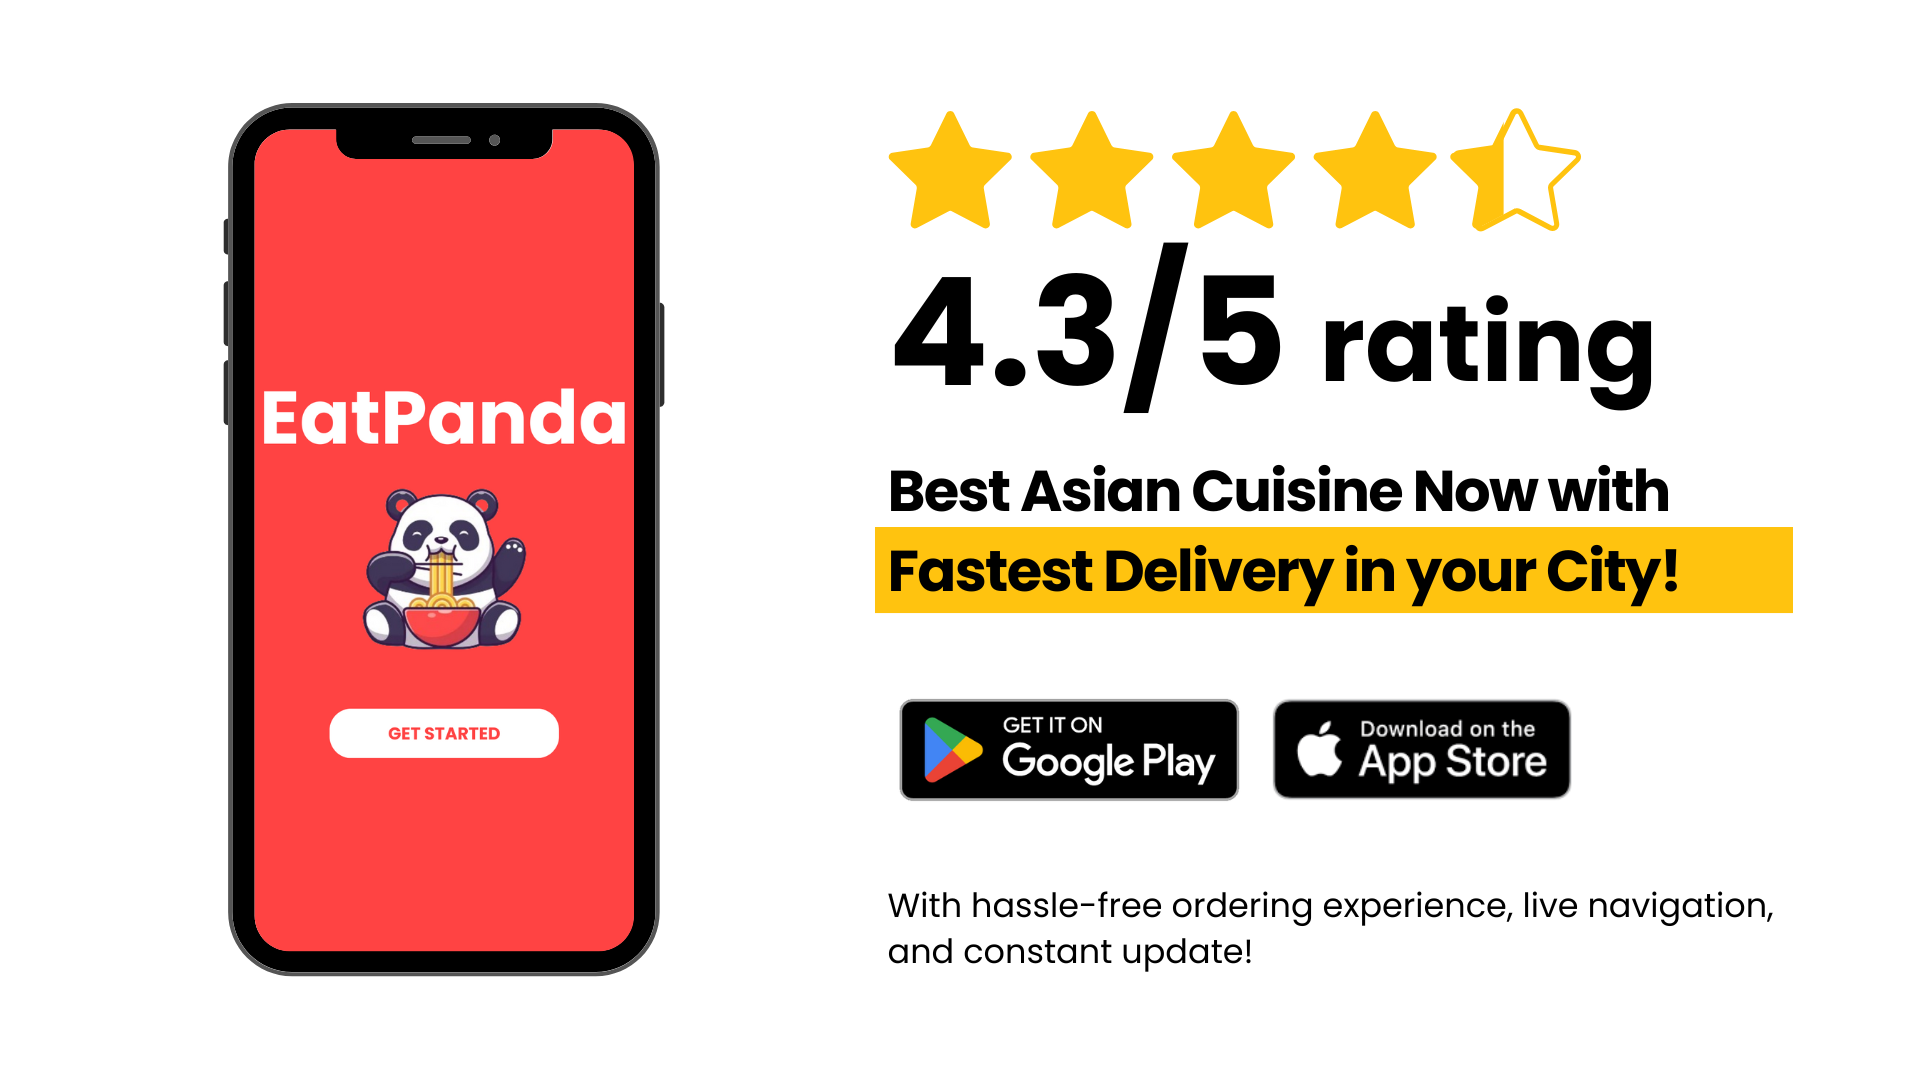 EatPanda
GET STARTED
4.3/5 rating
Best Asian Cuisine Now with
Fastest Delivery in your City!
GET IT ON
Google Play
Download on the
App Store
With hassle-free ordering experience, live navigation,
and constant update!